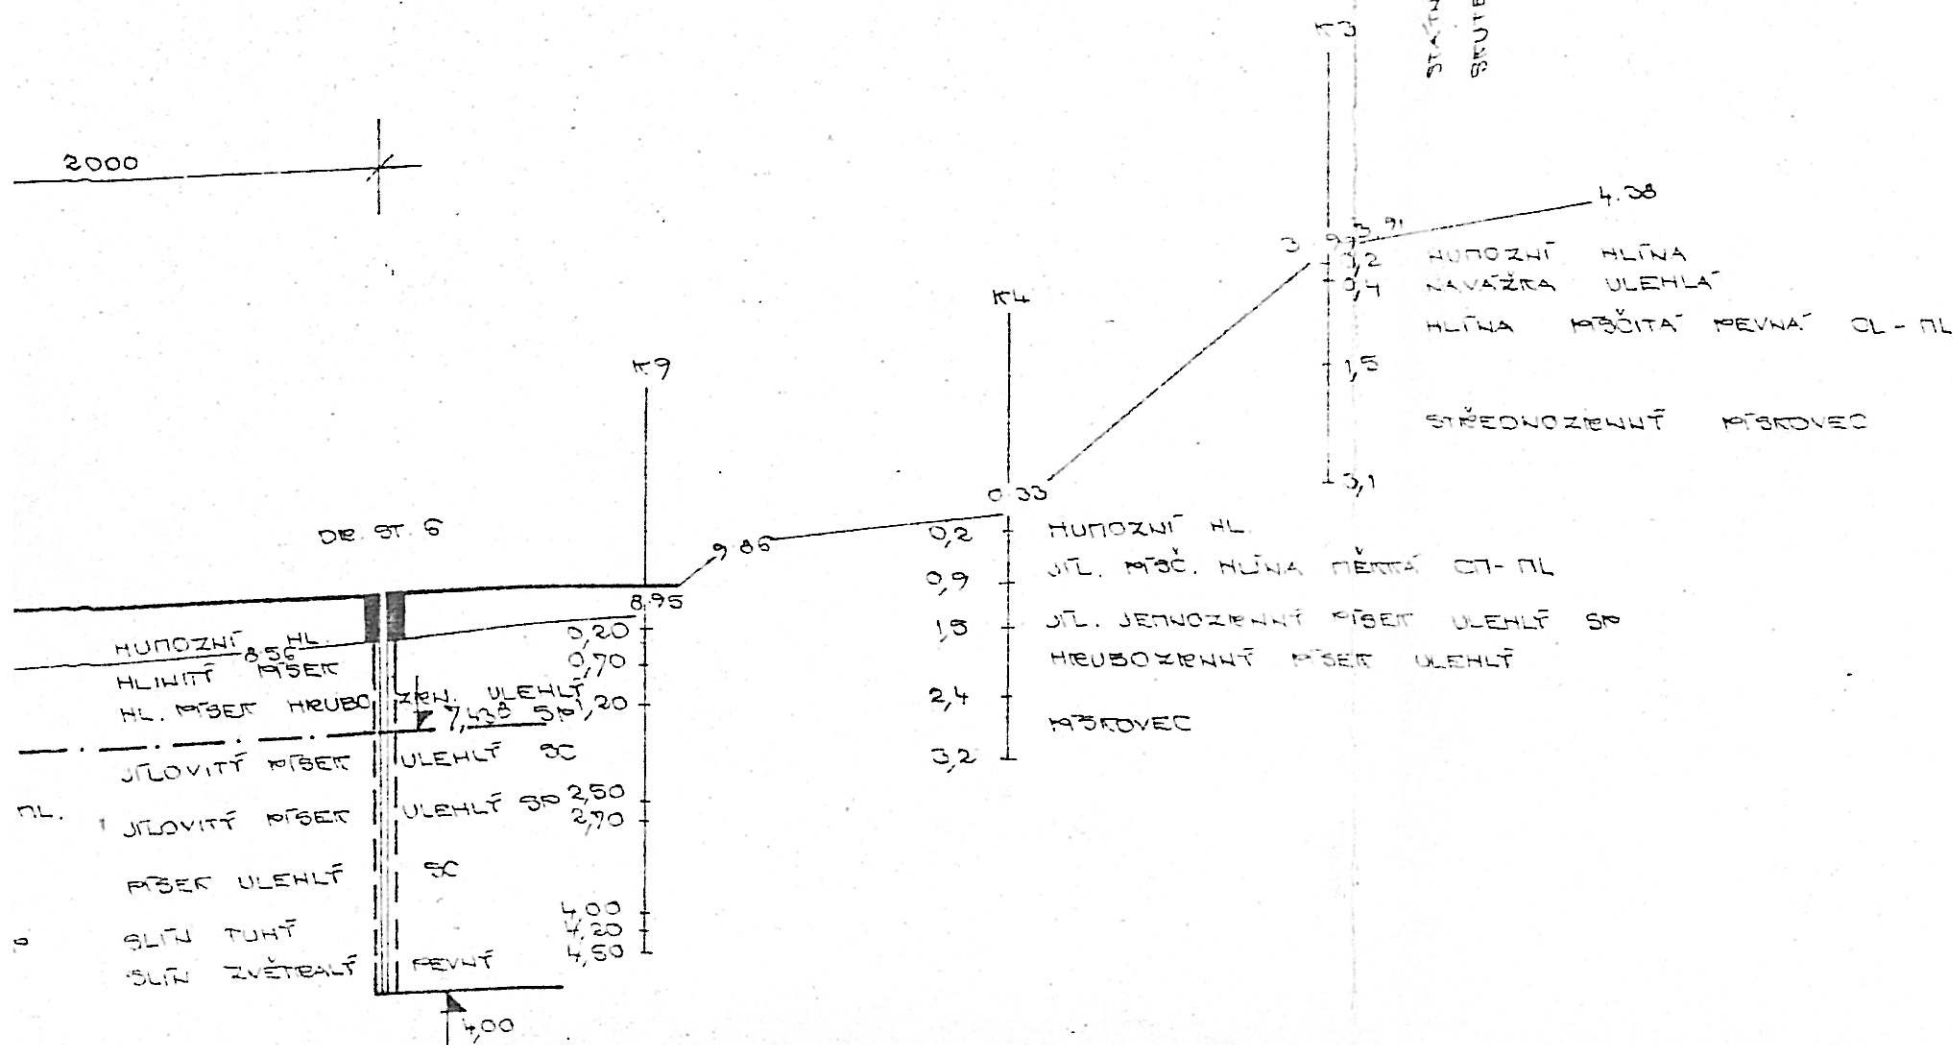 K3
2000
4.38
3.91
HUMOZNÍ HLÍNA
0,4 NAVÁŽKA ULEHLÁ
HLÍNA PÍSČITÁ PEVNÁ CL - ML
1,5
STŘEDNOZRNNÝ PÍSKOVEC
3,1
K4
0.33
0,2 HUMOZNÍ HL.
0,9 JÍL. PÍSČ. HLÍNA MĚKKÁ CM-ML
1,5 JÍL. JEMNOZRNNÝ PÍSEK ULEHLÝ SP
HRUBOZRNNÝ PÍSEK ULEHLÝ
2,4
PÍSKOVEC
3,2
K9
DR. ST. 6
9.86
8.95
HUMOZNÍ HL. 0,20
8.56
HLINITÝ PÍSEK 0,70
HL. PÍSEK HRUBOZRN. ULEHLÝ
7,438 SP 1,20
JÍLOVITÝ PÍSEK ULEHLÝ SC
ML. JÍLOVITÝ PÍSEK ULEHLÝ SP 2,50
2,70
PÍSEK ULEHLÝ SC
4,00
SLÍN TUHÝ 4,20
SLÍN ZVĚTRALÝ PEVNÝ 4,50
4,00